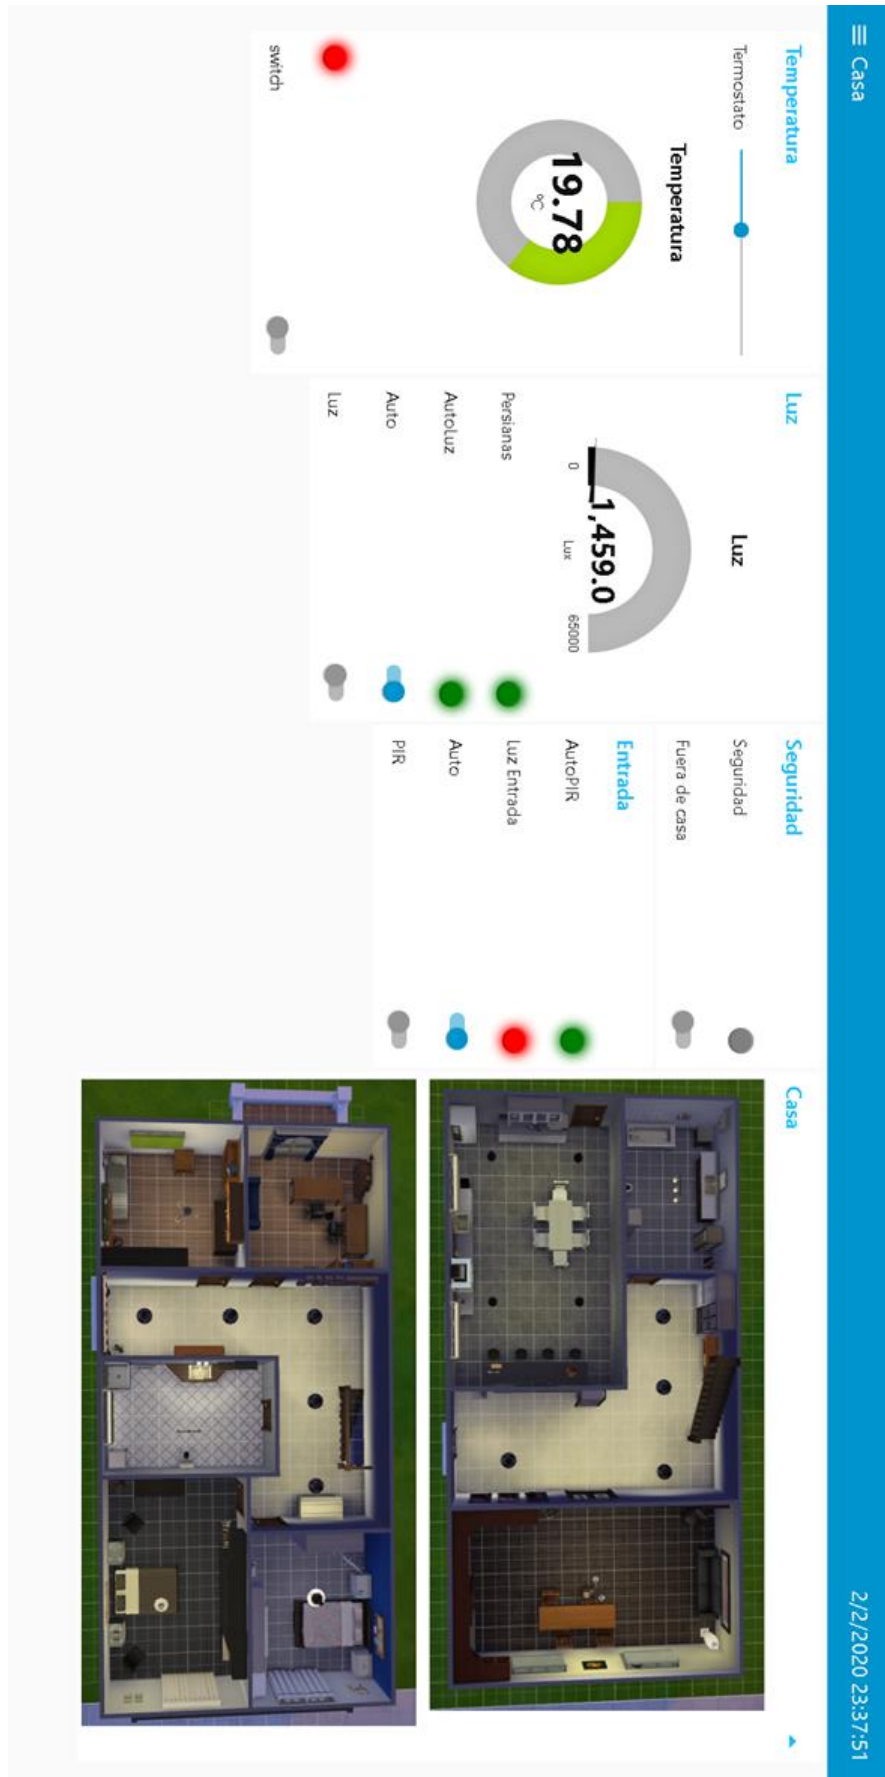 Casa
2/2/2020 23:37:51
Temperatura
Termostato
Temperatura
19.78
°C
switch
Luz
Luz
1,459.0
Lux
0
65000
Persianas
AutoLuz
Auto
Luz
Seguridad
Seguridad
Fuera de casa
Entrada
AutoPIR
Luz Entrada
Auto
PIR
Casa